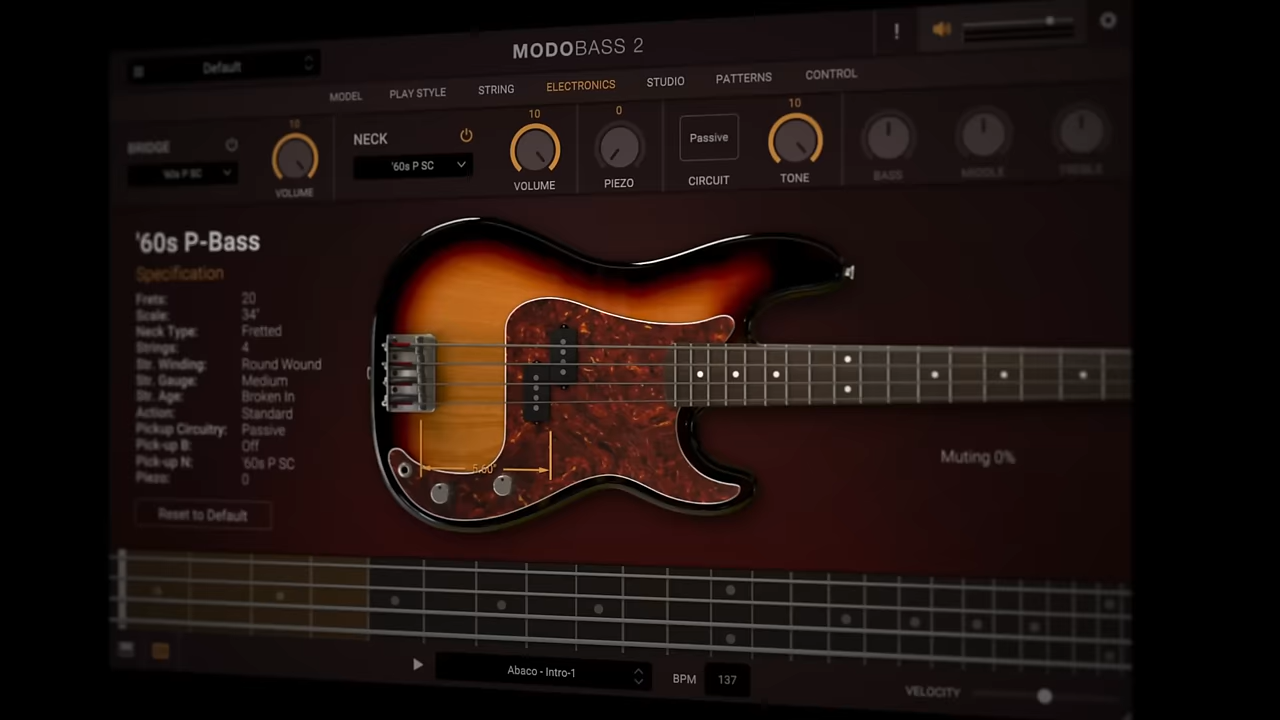 Default
MODOBASS 2
!
MODEL PLAY STYLE STRING ELECTRONICS STUDIO PATTERNS CONTROL
BRIDGE
'60s P SC
10
VOLUME
NECK
'60s P SC
10
VOLUME
0
PIEZO
Passive
CIRCUIT
10
TONE
BASS
MIDDLE
TREBLE
'60s P-Bass
Specification
Frets: 20
Scale: 34"
Neck Type: Fretted
Strings: 4
Str. Winding: Round Wound
Str. Gauge: Medium
Str. Age: Broken In
Action: Standard
Pickup Circuitry: Passive
Pick-up B: Off
Pick-up N: '60s P SC
Piezo: 0
Reset to Default
5.60"
Muting 0%
Abaco - Intro-1
BPM 137
VELOCITY